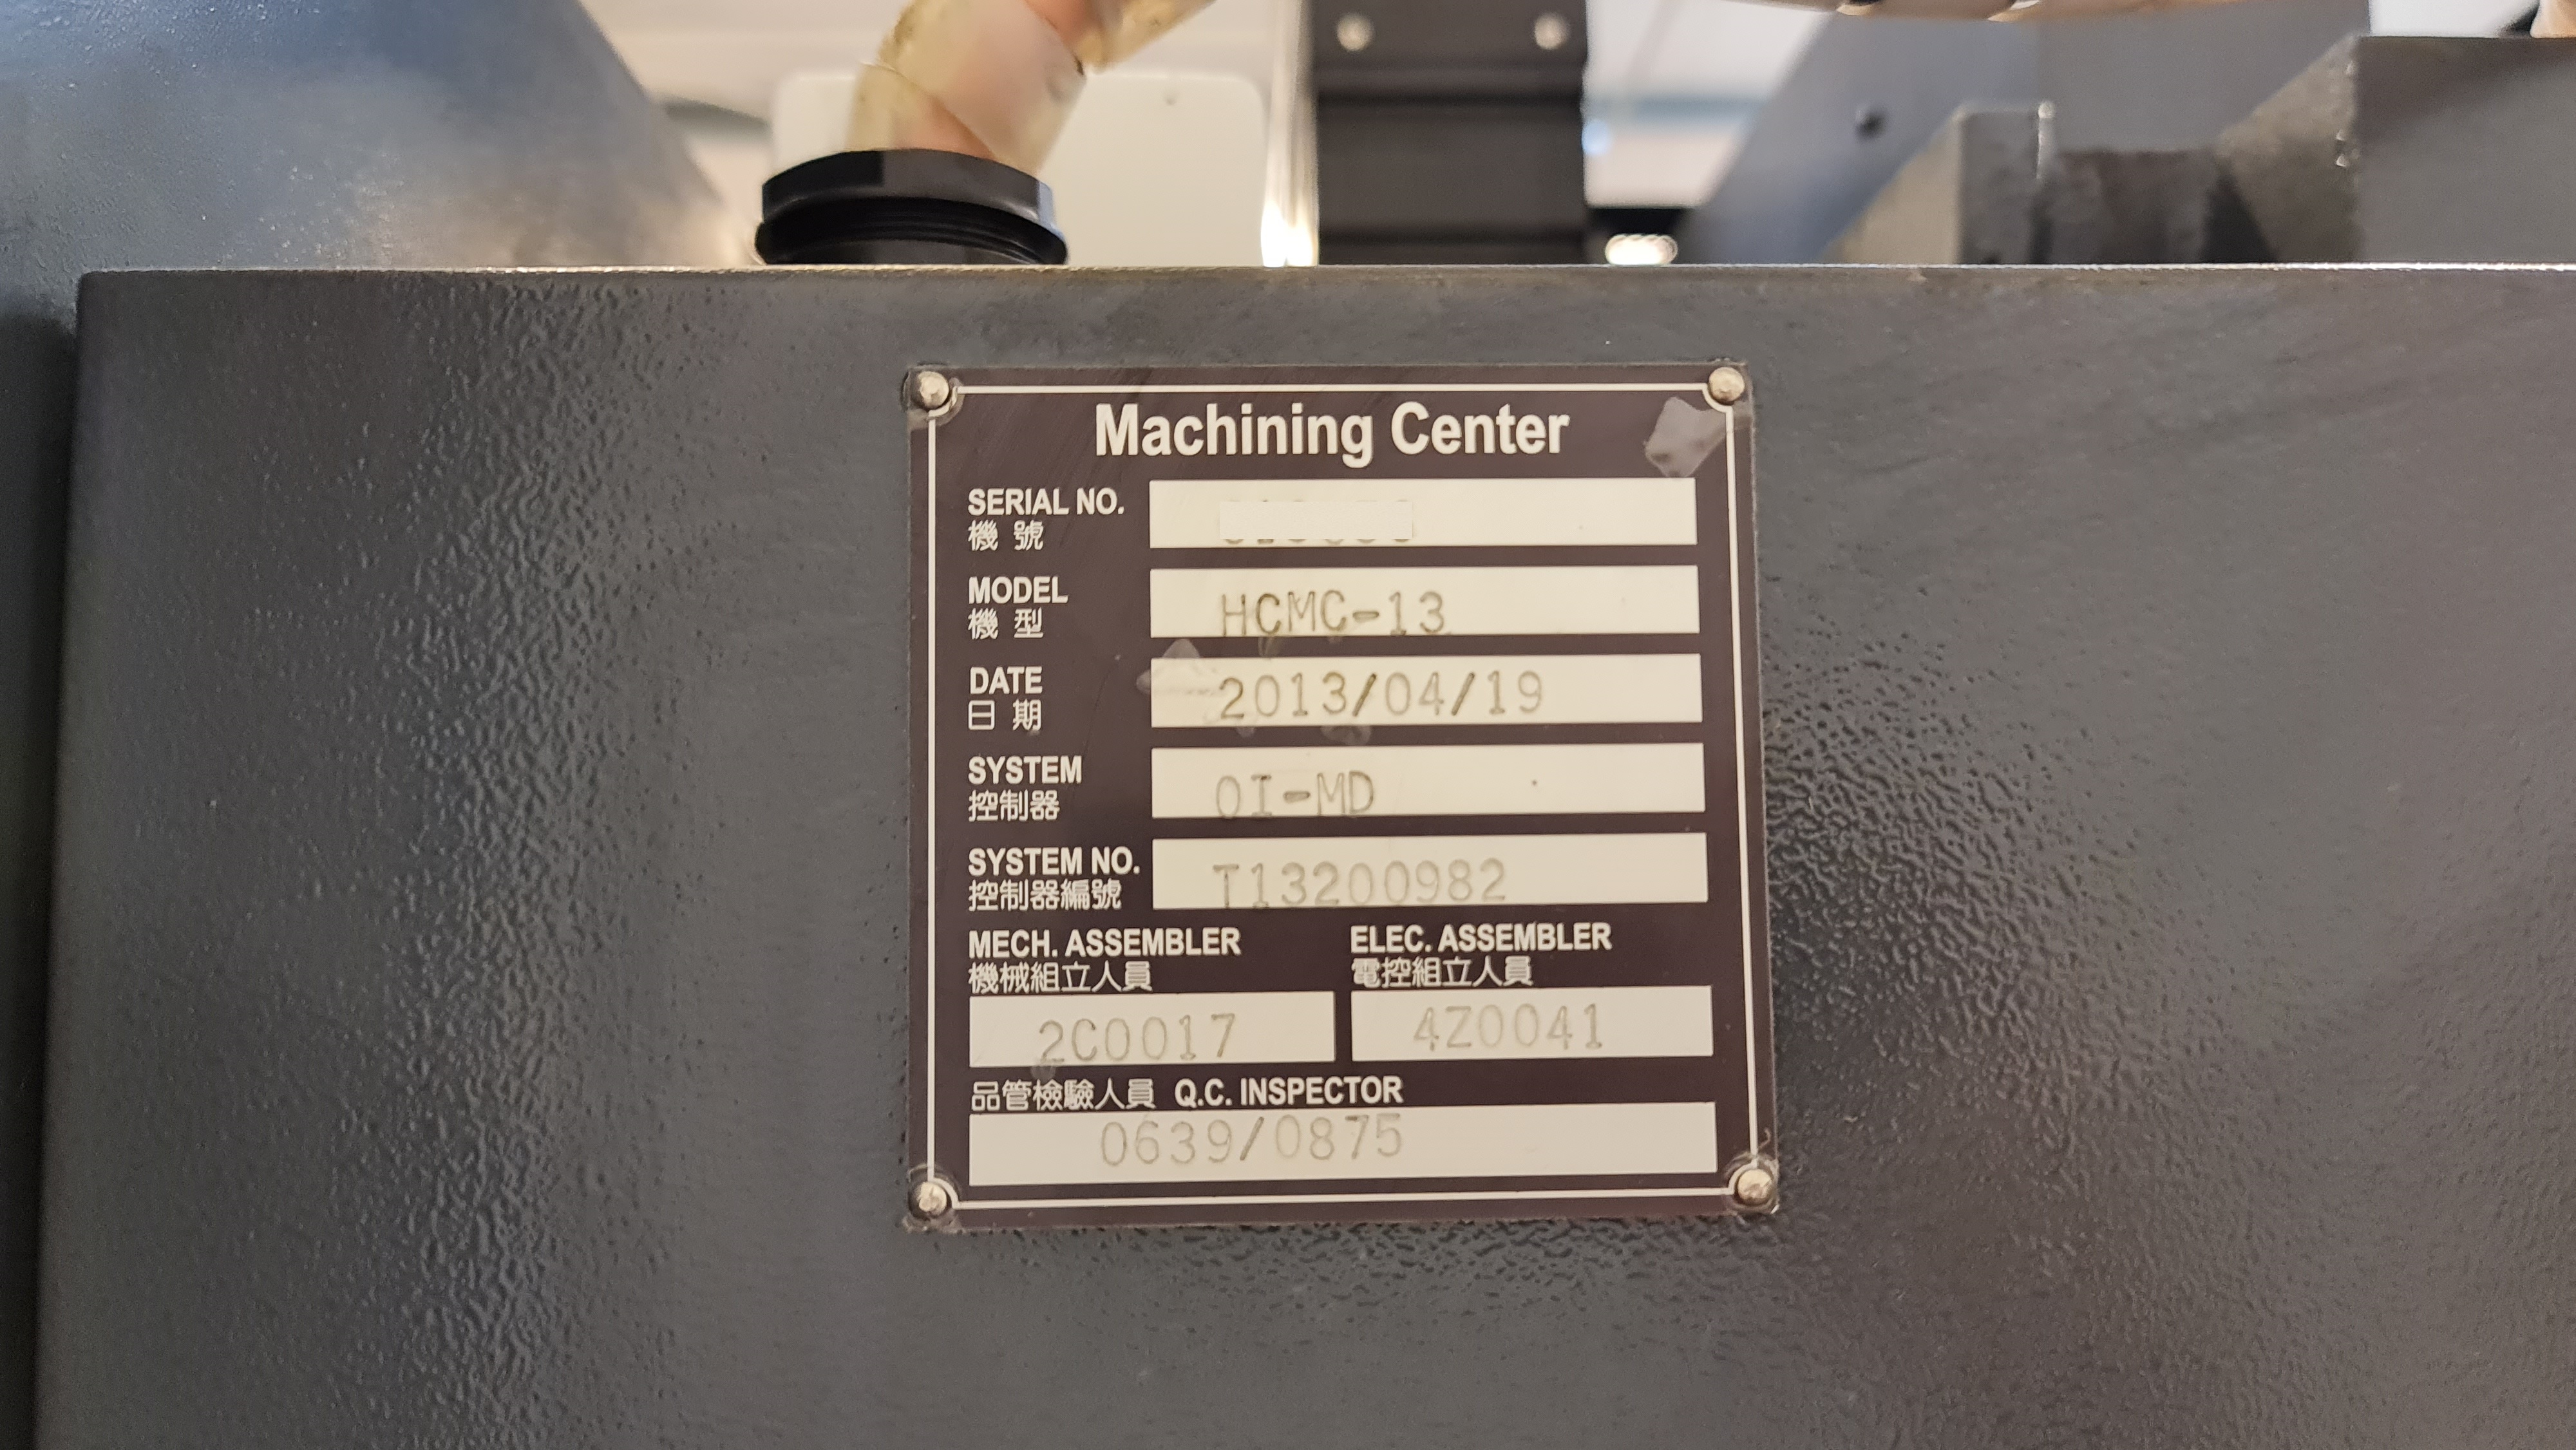 Machining Center
SERIAL NO.
機 號
MODEL HCMC-13
機 型
DATE 2013/04/19
日 期
SYSTEM 0I-MD
控制器
SYSTEM NO. T13200982
控制器編號
MECH. ASSEMBLER ELEC. ASSEMBLER
機械組立人員 電控組立人員
2C0017 4Z0041
品管檢驗人員 Q.C. INSPECTOR
0639/0875